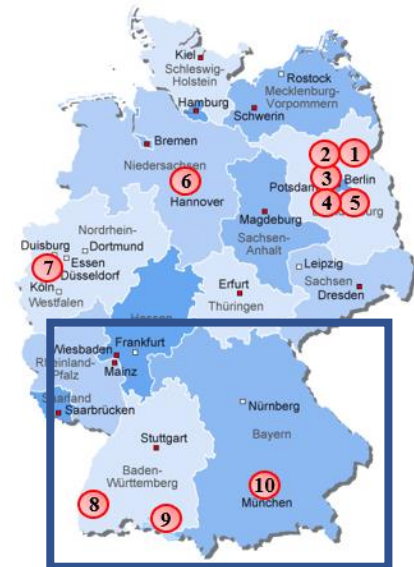 Kiel
Schleswig-
Holstein
Rostock
Mecklenburg-
Vorpommern
Hamburg
Schwerin
Bremen
Niedersachsen
2
1
3
Potsdam
Berlin
4
5
6
Hannover
Magdeburg
Sachsen-
Anhalt
Nordrhein-
Duisburg
Dortmund
7
Essen
Düsseldorf
Köln
Westfalen
Leipzig
Sachsen
Dresden
Erfurt
Thüringen
Hessen
Wiesbaden
Frankfurt
Rheinland-
Pfalz
Mainz
Saarland
Saarbrücken
Nürnberg
Bayern
Stuttgart
Baden-
Württemberg
8
9
10
München